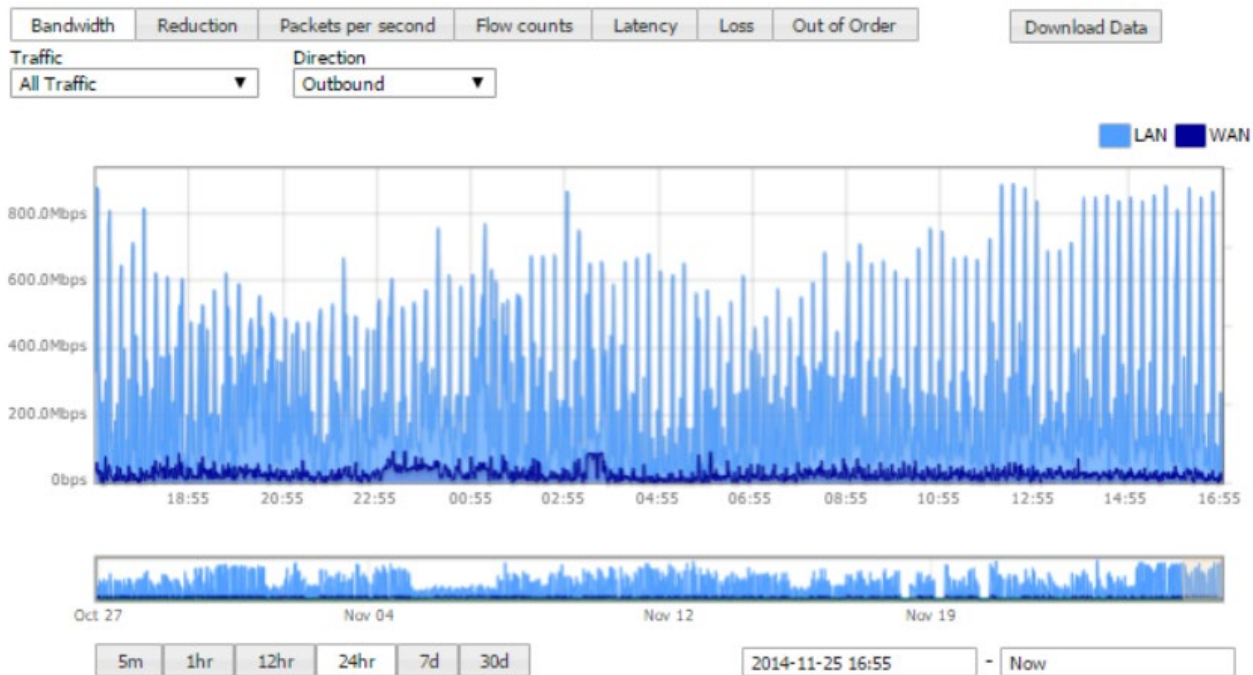 Bandwidth Reduction Packets per second Flow counts Latency Loss Out of Order Download Data
Traffic Direction
All Traffic Outbound
LAN WAN
800.0Mbps
600.0Mbps
400.0Mbps
200.0Mbps
0bps
18:55 20:55 22:55 00:55 02:55 04:55 06:55 08:55 10:55 12:55 14:55 16:55
Oct 27 Nov 04 Nov 12 Nov 19
5m 1hr 12hr 24hr 7d 30d 2014-11-25 16:55 - Now